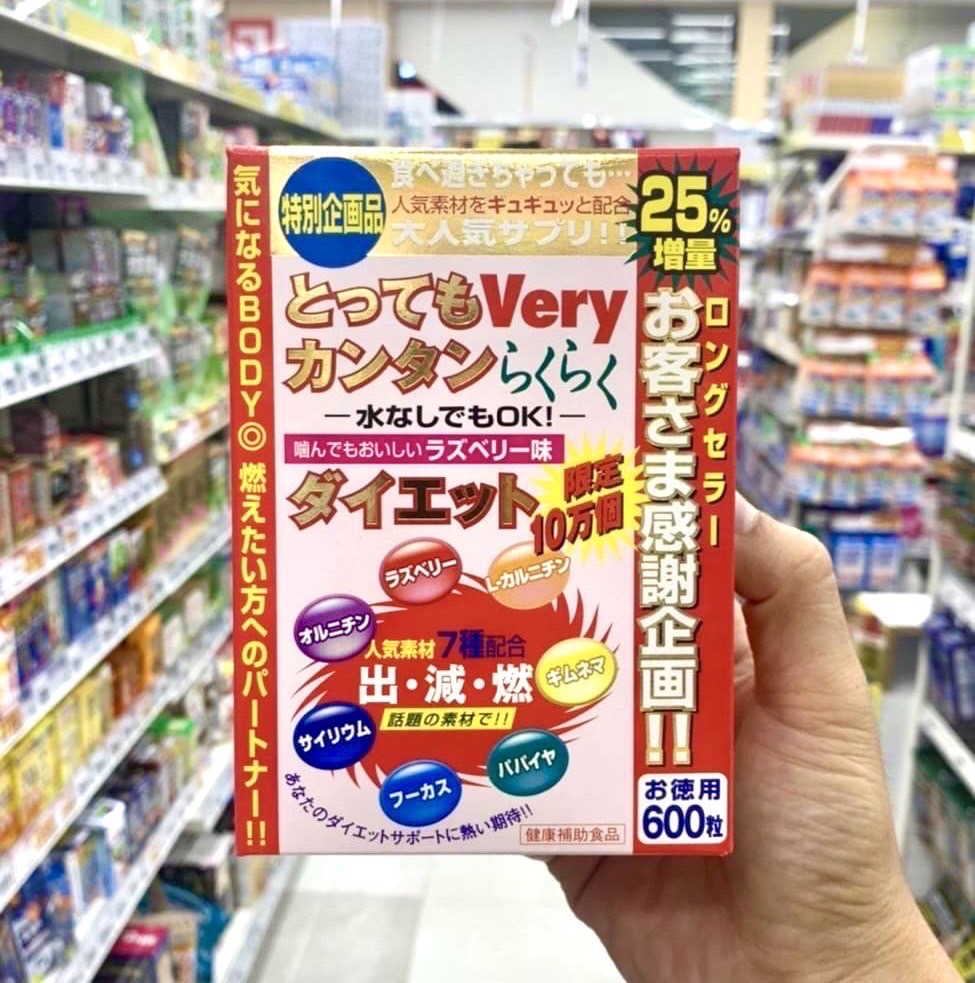 気になるBODY◎ 燃えたい方へのパートナー!!
特別企画品
食べ過ぎちゃっても…
人気素材をギュギュッと配合
大人気サプリ!!
25%
増量
とってもVery
カンタンらくらく
水なしでもOK!
噛んでもおいしいラズベリー味
ダイエット
限定
10万個
ラズベリー
L-カルニチン
オルニチン
人気素材7種配合
ギムネマ
出・減・燃
話題の素材で!!
サイリウム
パパイヤ
フーカス
あなたのダイエットサポートに熱い期待!!
健康補助食品
ロングセラー
お客さま感謝企画!!
お徳用
600粒